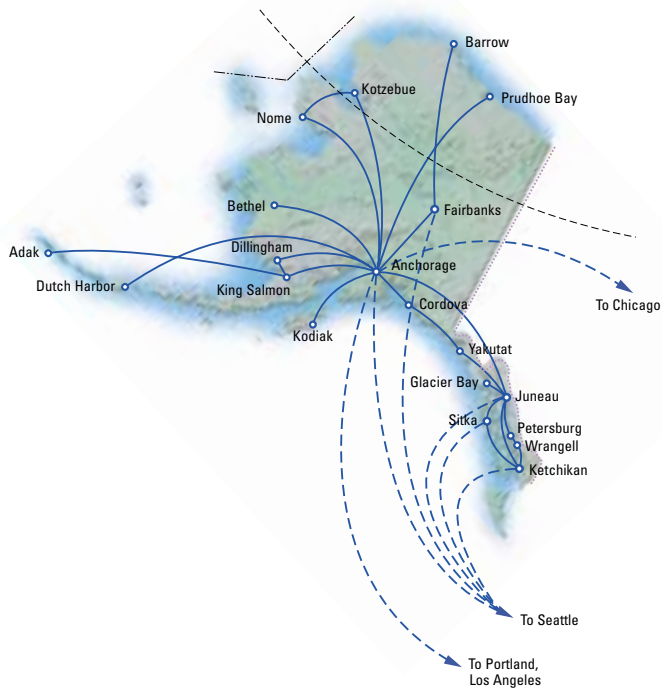 Barrow
Kotzebue
Prudhoe Bay
Nome
Bethel
Fairbanks
Dillingham
Adak
Anchorage
Dutch Harbor
King Salmon
Cordova
To Chicago
Kodiak
Yakutat
Glacier Bay
Juneau
Sitka
Petersburg
Wrangell
Ketchikan
To Seattle
To Portland,
Los Angeles